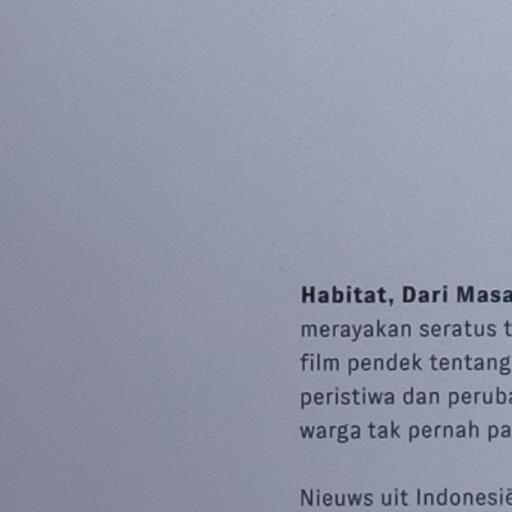 Habitat, Dari Masa
merayakan seratus t
film pendek tentang
peristiwa dan peruba
warga tak pernah pa
Nieuws uit Indonesië